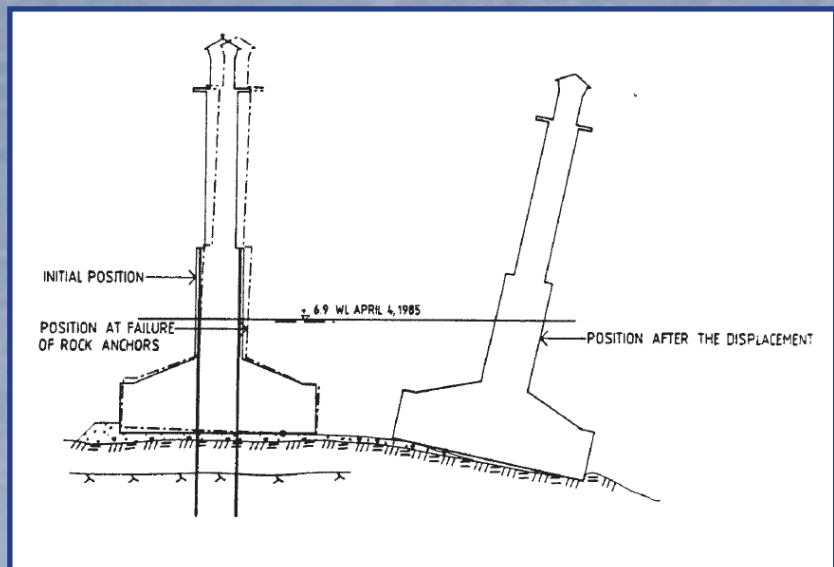 INITIAL POSITION
+ 6.9 WL APRIL 4, 1985
POSITION AT FAILURE
OF ROCK ANCHORS
POSITION AFTER THE DISPLACEMENT